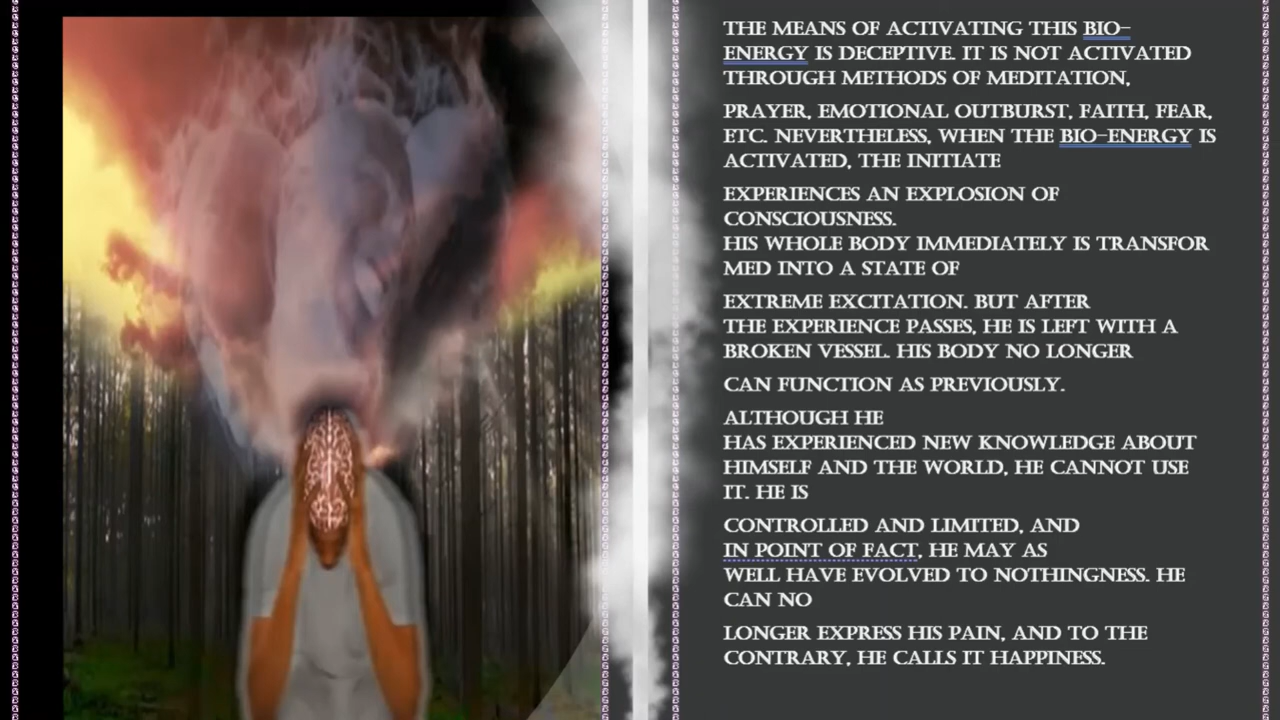 THE MEANS OF ACTIVATING THIS BIO-
ENERGY IS DECEPTIVE. IT IS NOT ACTIVATED
THROUGH METHODS OF MEDITATION,
PRAYER, EMOTIONAL OUTBURST, FAITH, FEAR,
ETC. NEVERTHELESS, WHEN THE BIO-ENERGY IS
ACTIVATED, THE INITIATE
EXPERIENCES AN EXPLOSION OF
CONSCIOUSNESS.
HIS WHOLE BODY IMMEDIATELY IS TRANSFOR
MED INTO A STATE OF
EXTREME EXCITATION. BUT AFTER
THE EXPERIENCE PASSES, HE IS LEFT WITH A
BROKEN VESSEL. HIS BODY NO LONGER
CAN FUNCTION AS PREVIOUSLY.
ALTHOUGH HE
HAS EXPERIENCED NEW KNOWLEDGE ABOUT
HIMSELF AND THE WORLD, HE CANNOT USE
IT. HE IS
CONTROLLED AND LIMITED, AND
IN POINT OF FACT, HE MAY AS
WELL HAVE EVOLVED TO NOTHINGNESS. HE
CAN NO
LONGER EXPRESS HIS PAIN, AND TO THE
CONTRARY, HE CALLS IT HAPPINESS.